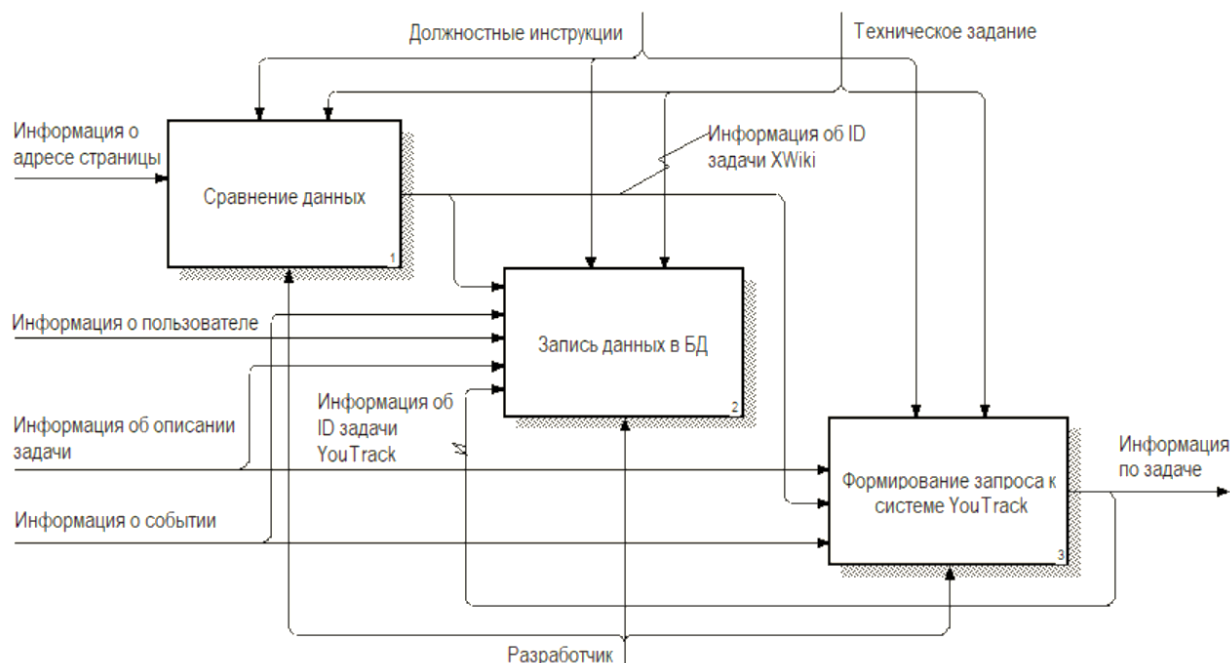 Должностные инструкции
Техническое задание
Информация о
адресе страницы
Информация об ID
задачи XWiki
Сравнение данных
1
Информация о пользователе
Запись данных в БД
2
Информация об
ID задачи
YouTrack
Информация об описании
задачи
Информация
по задаче
Формирование запроса к
системе YouTrack
3
Информация о событии
Разработчик